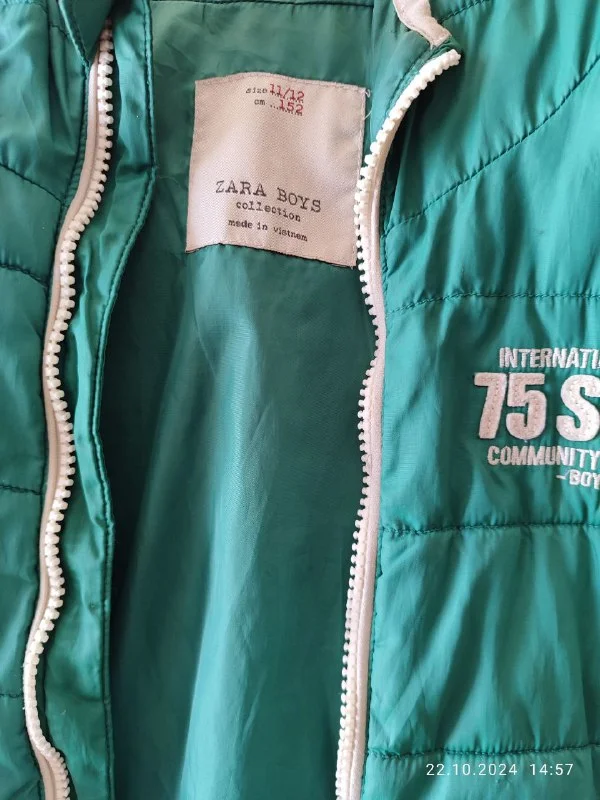 size 11/12
cm ...152
ZARA BOYS
collection
made in vietnam
INTERNATI
75 S
COMMUNITY
-BOY
22.10.2024 14:57